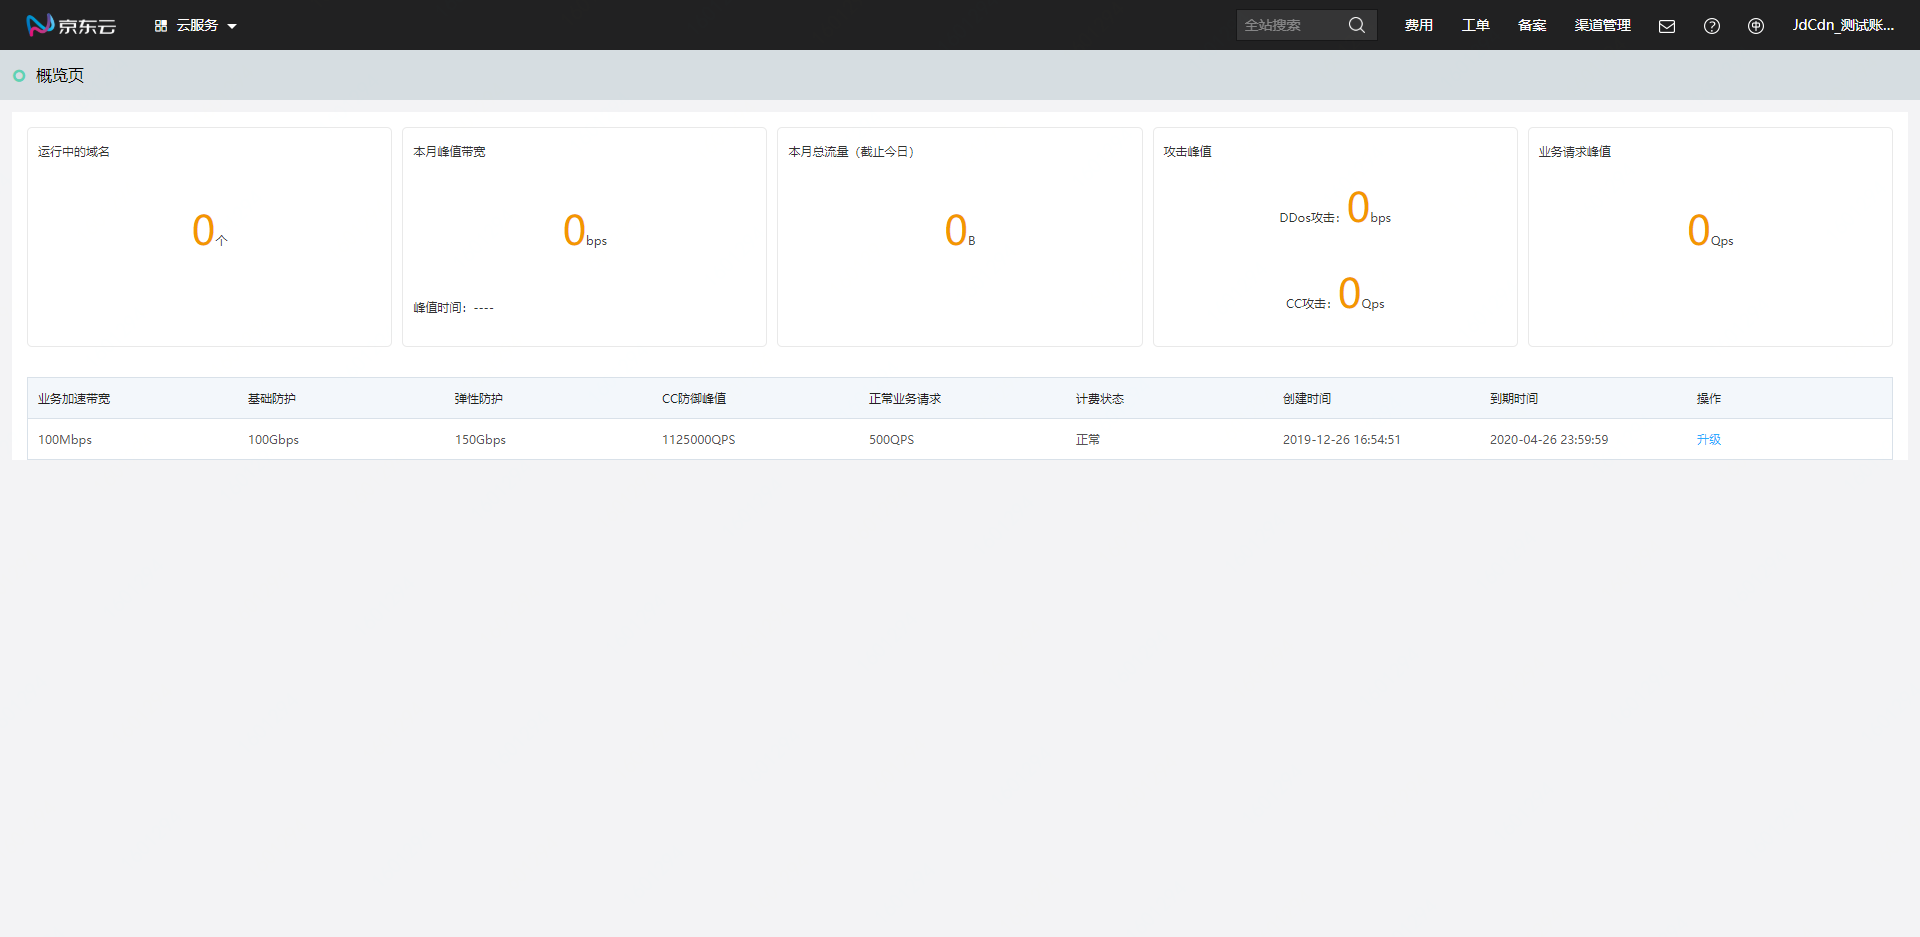 京东云 云服务 全站搜索 费用 工单 备案 渠道管理 JdCdn_测试账...
概览页
运行中的域名 本月峰值带宽 本月总流量（截止今日） 攻击峰值 业务请求峰值
DDos攻击：0bps
0个 0bps 0B 0Qps
CC攻击：0Qps
峰值时间：----
业务加速带宽 基础防护 弹性防护 CC防御峰值 正常业务请求 计费状态 创建时间 到期时间 操作
100Mbps 100Gbps 150Gbps 1125000QPS 500QPS 正常 2019-12-26 16:54:51 2020-04-26 23:59:59 升级